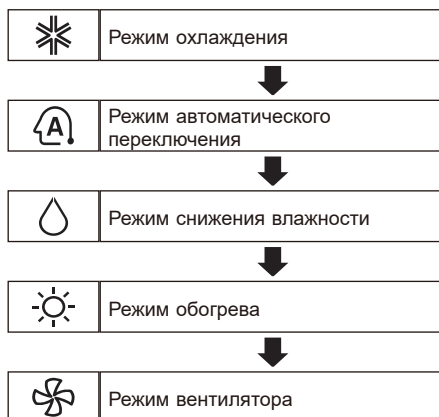 Режим охлаждения
A
Режим автоматического
переключения
Режим снижения влажности
Режим обогрева
Режим вентилятора